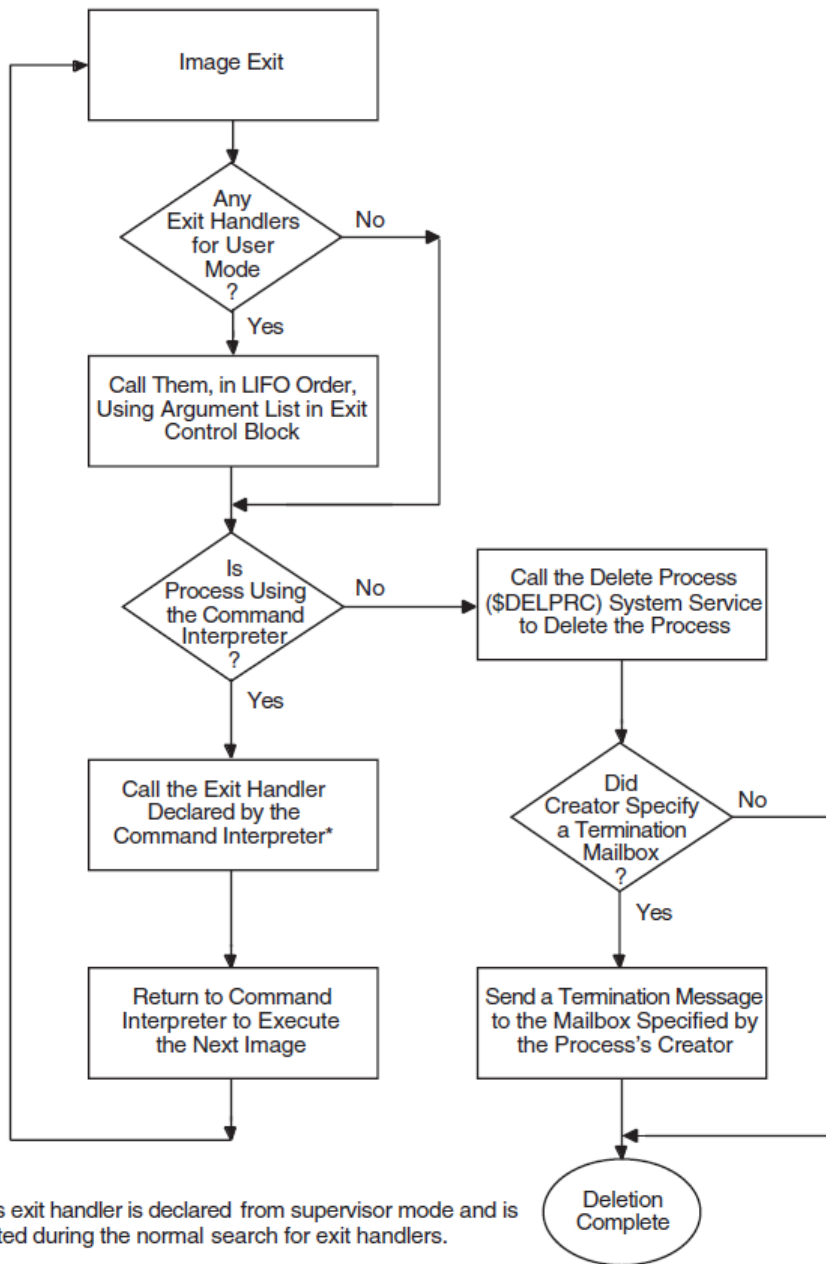 Image Exit
Any
Exit Handlers
for User
Mode
?
No
Yes
Call Them, in LIFO Order,
Using Argument List in Exit
Control Block
Is
Process Using
the Command
Interpreter
?
No
Yes
Call the Delete Process
($DELPRC) System Service
to Delete the Process
Call the Exit Handler
Declared by the
Command Interpreter*
Did
Creator Specify
a Termination
Mailbox
?
No
Yes
Return to Command
Interpreter to Execute
the Next Image
Send a Termination Message
to the Mailbox Specified by
the Process's Creator
Deletion
Complete
exit handler is declared from supervisor mode and is
during the normal search for exit handlers.